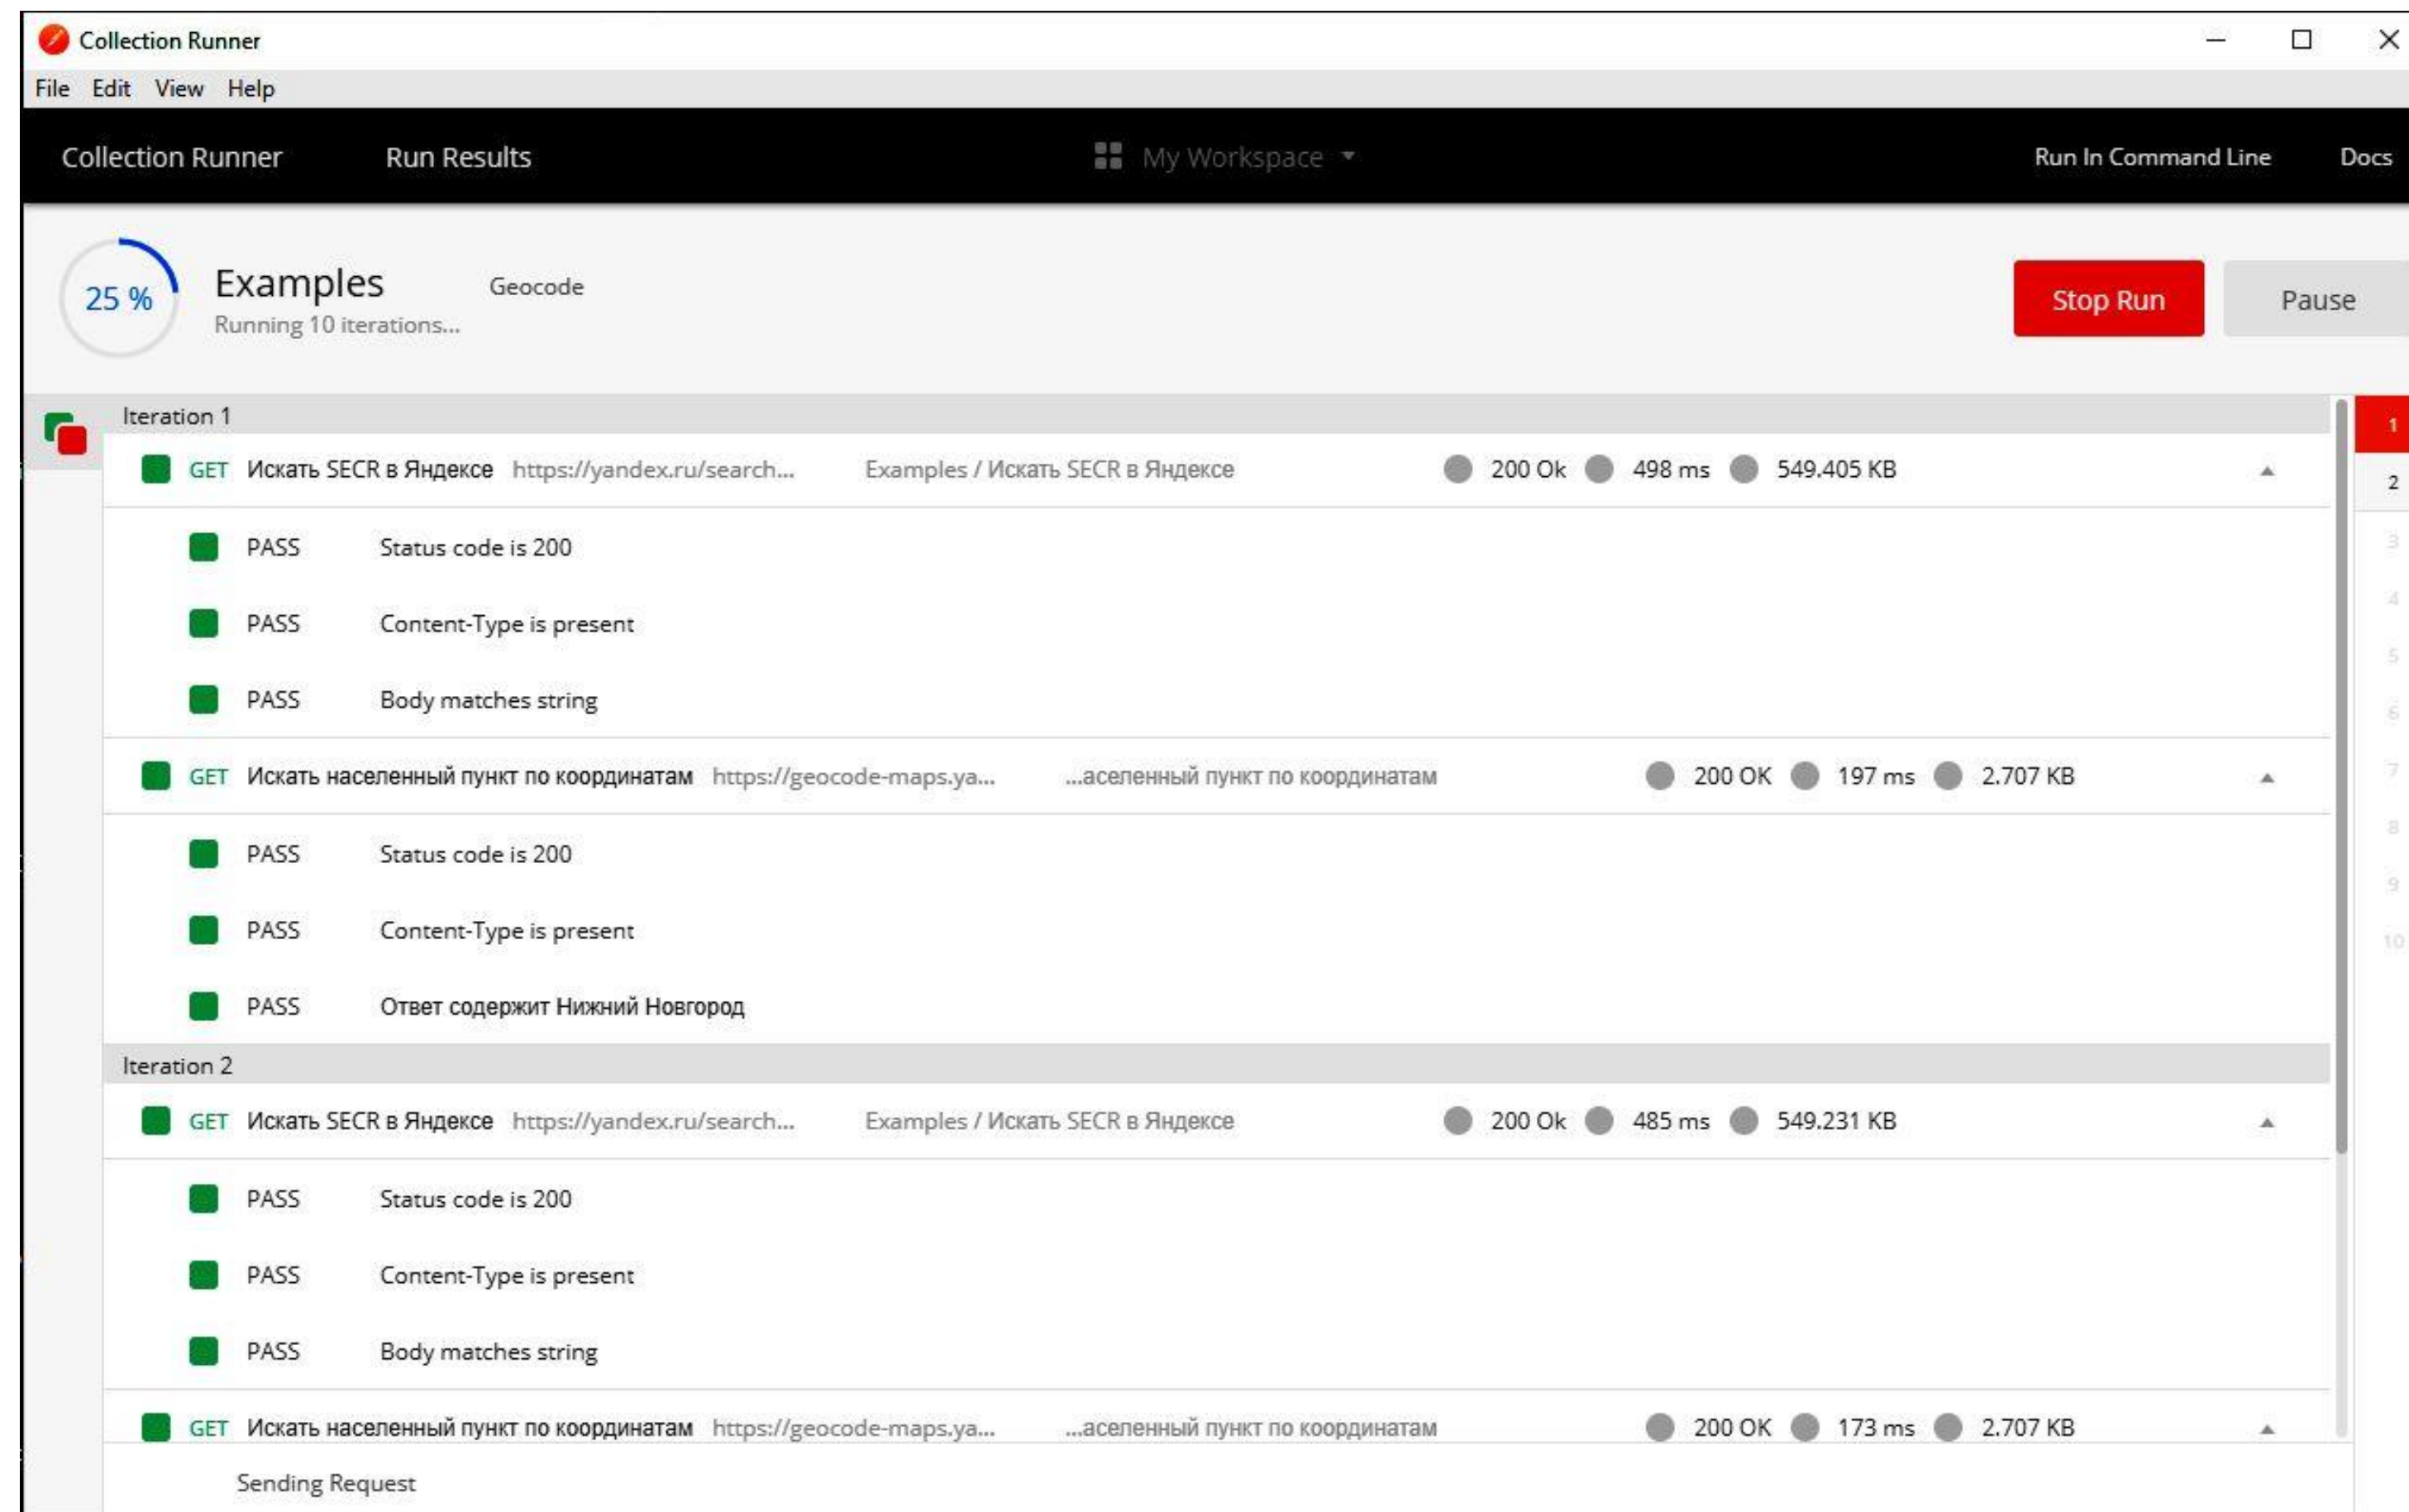 Collection Runner
File Edit View Help
Collection Runner Run Results My Workspace Run In Command Line Docs
25 % Examples Geocode Stop Run Pause
Running 10 iterations...
Iteration 1 1
GET Искать SECR в Яндексе https://yandex.ru/search... Examples / Искать SECR в Яндексе 200 Ok 498 ms 549.405 KB 2
PASS Status code is 200 3
PASS Content-Type is present 4
5
PASS Body matches string 6
GET Искать населенный пункт по координатам https://geocode-maps.ya... ...аселенный пункт по координатам 200 OK 197 ms 2.707 KB 7
8
PASS Status code is 200 9
PASS Content-Type is present 10
PASS Ответ содержит Нижний Новгород
Iteration 2
GET Искать SECR в Яндексе https://yandex.ru/search... Examples / Искать SECR в Яндексе 200 Ok 485 ms 549.231 KB
PASS Status code is 200
PASS Content-Type is present
PASS Body matches string
GET Искать населенный пункт по координатам https://geocode-maps.ya... ...аселенный пункт по координатам 200 OK 173 ms 2.707 KB
Sending Request